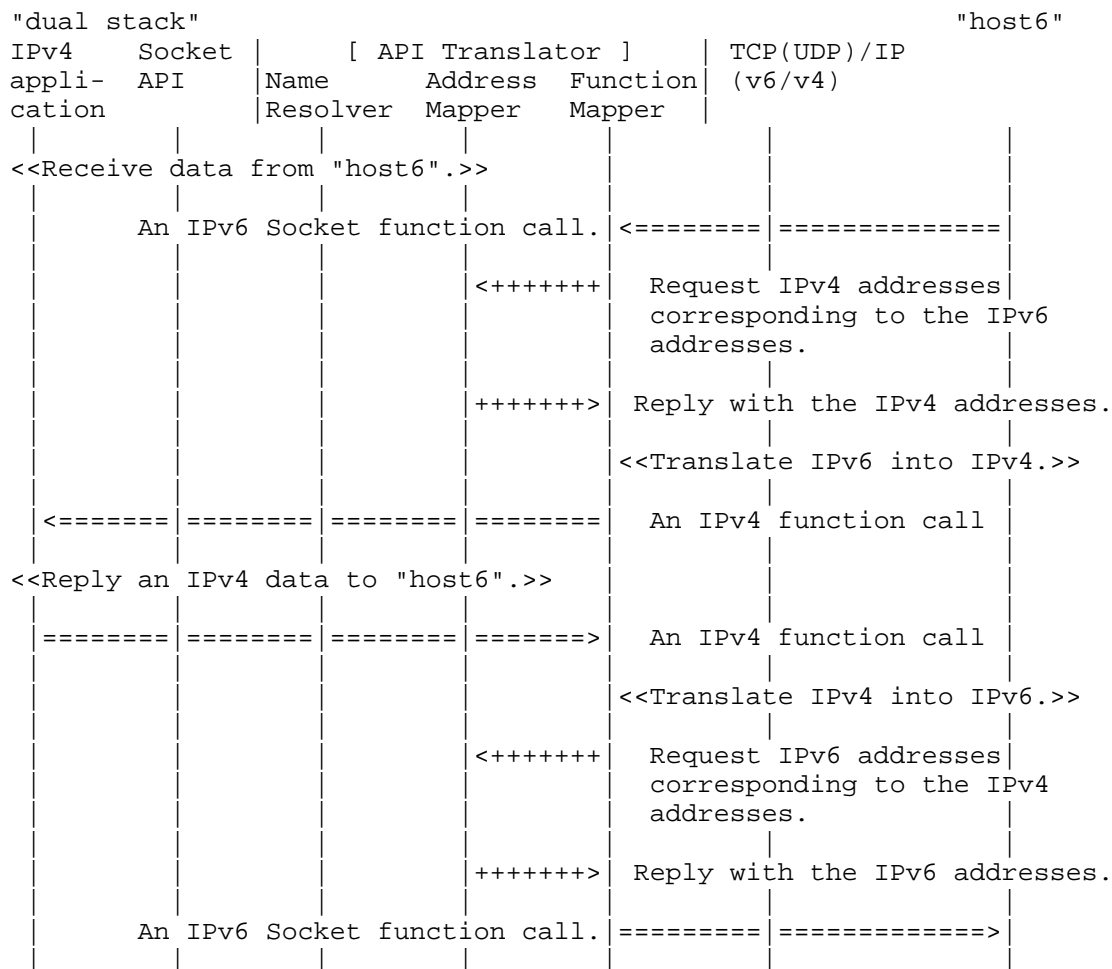 "dual stack" "host6"
IPv4 Socket | [ API Translator ] | TCP(UDP)/IP
appli- API |Name Address Function| (v6/v4)
cation |Resolver Mapper Mapper |
<<Receive data from "host6".>>
An IPv6 Socket function call.|<========|==============|
|<+++++++| Request IPv4 addresses|
corresponding to the IPv6
addresses.
|+++++++>| Reply with the IPv4 addresses.
|<<Translate IPv6 into IPv4.>>
|<=======|========|========|========| An IPv4 function call
<<Reply an IPv4 data to "host6".>>
|========|========|========|=======>| An IPv4 function call
|<<Translate IPv4 into IPv6.>>
|<+++++++| Request IPv6 addresses|
corresponding to the IPv4
addresses.
|+++++++>| Reply with the IPv6 addresses.
An IPv6 Socket function call.|=========|=============>|